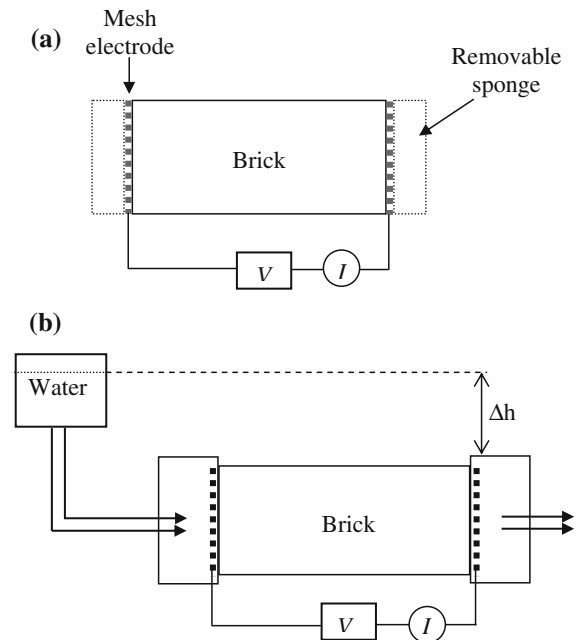 (a)
Mesh
electrode
Removable
sponge
Brick
V
I
(b)
Water
Δh
Brick
V
I